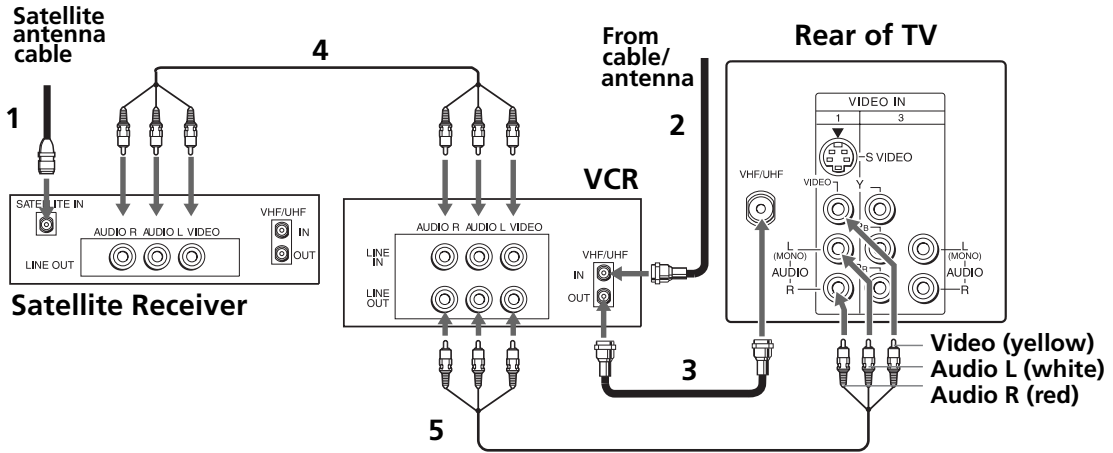 Satellite
antenna
cable
1
4
From
cable/
antenna
2
Rear of TV
VIDEO IN
1 3
S VIDEO
VHF/UHF
VIDEO Y
PB
L
(MONO)
AUDIO
R
PR
L
(MONO)
AUDIO
R
SATELLITE IN
AUDIO R AUDIO L VIDEO
LINE OUT
VHF/UHF
IN
OUT
Satellite Receiver
VCR
AUDIO R AUDIO L VIDEO
LINE
IN
LINE
OUT
VHF/UHF
IN
OUT
3
5
Video (yellow)
Audio L (white)
Audio R (red)